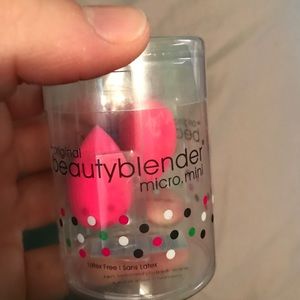 original
beautyblender
micro.mini
Latex Free | Sans Latex